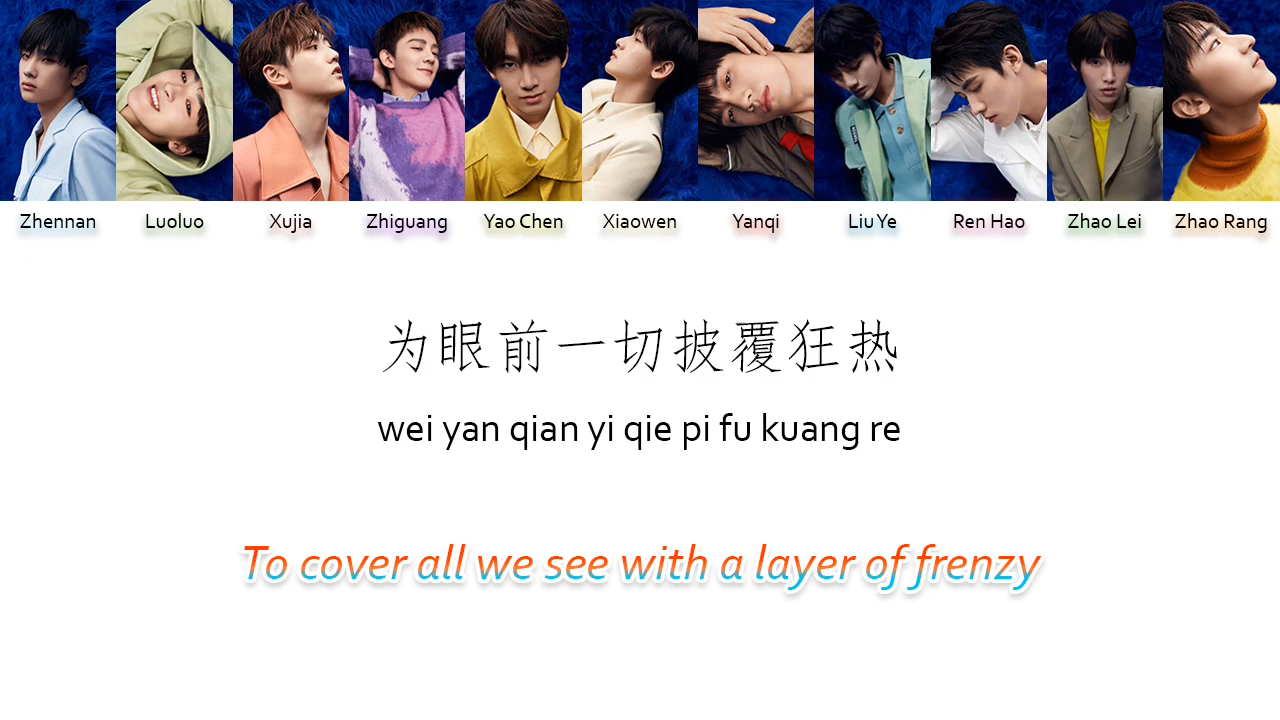 Zhennan Luoluo Xujia Zhiguang Yao Chen Xiaowen Yanqi Liu Ye Ren Hao Zhao Lei Zhao Rang
为眼前一切披覆狂热
wei yan qian yi qie pi fu kuang re
To cover all we see with a layer of frenzy